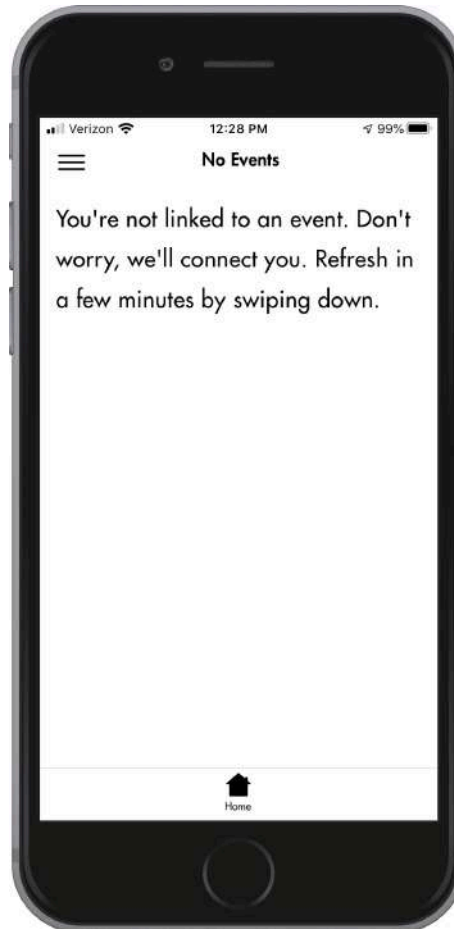 Verizon 12:28 PM 99%
No Events
You're not linked to an event. Don't
worry, we'll connect you. Refresh in
a few minutes by swiping down.
Home